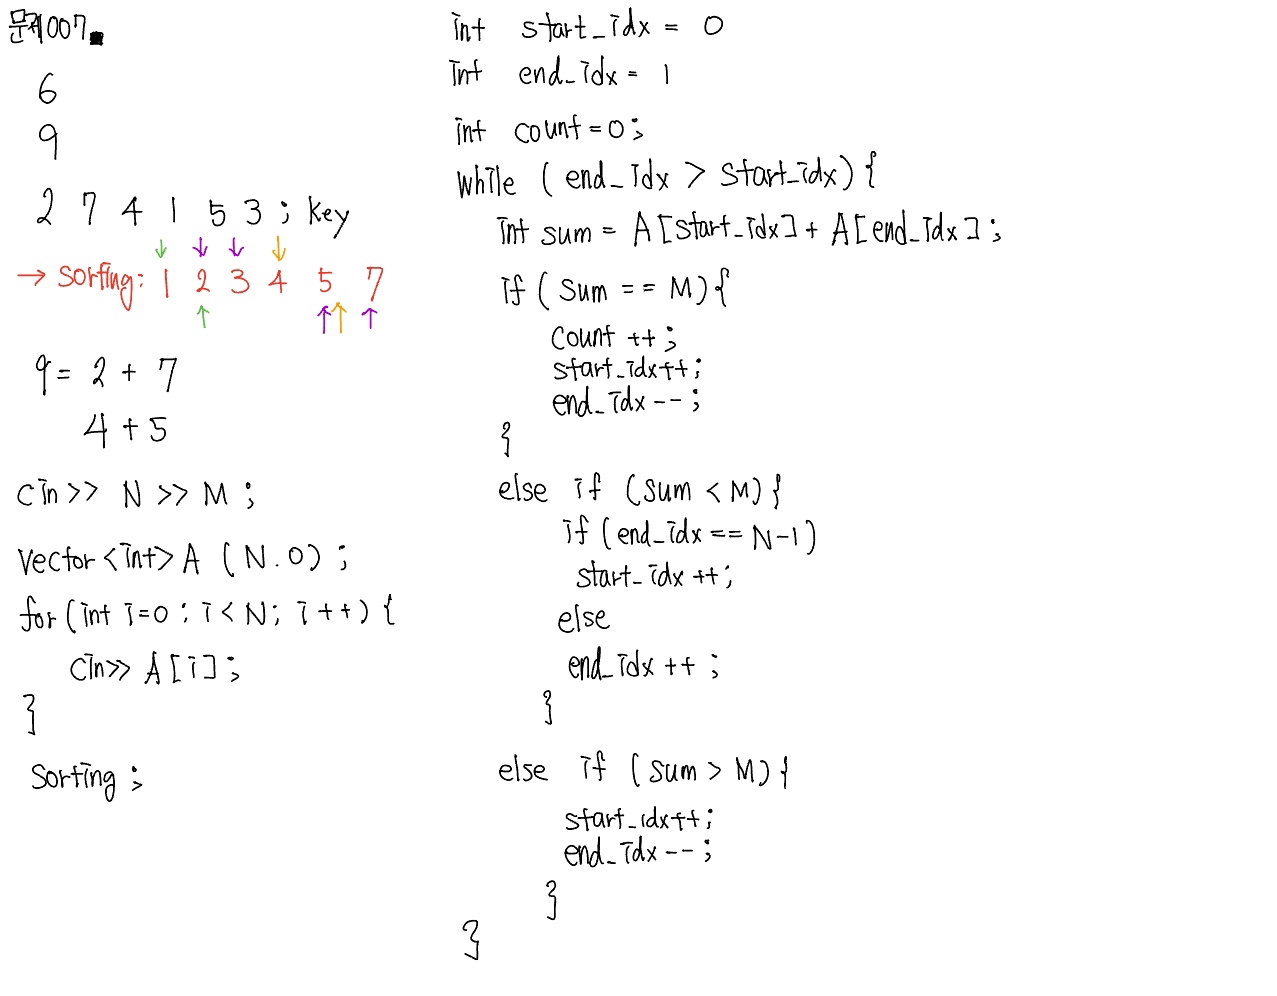 문제007.
6
9
2 7 4 1 5 3 ; key
→ sorting: 1 2 3 4 5 7
9 = 2 + 7
4 + 5
cin >> N >> M ;
vector<int> A (N.0) ;
for (int i=0 ; i < N; i ++) {
cin >> A [i] ;
}
sorting ;
int start_idx = 0
int end_idx = 1
int count = 0;
while (end_idx > start_idx) {
int sum = A [start_idx] + A [end_idx] ;
if ( sum == M) {
count ++ ;
start_idx++;
end_idx -- ;
}
else if (sum < M) {
if (end_idx == N-1)
start_idx ++;
else
end_idx ++ ;
}
else if (sum > M) {
start_idx++;
end_idx -- ;
}
}